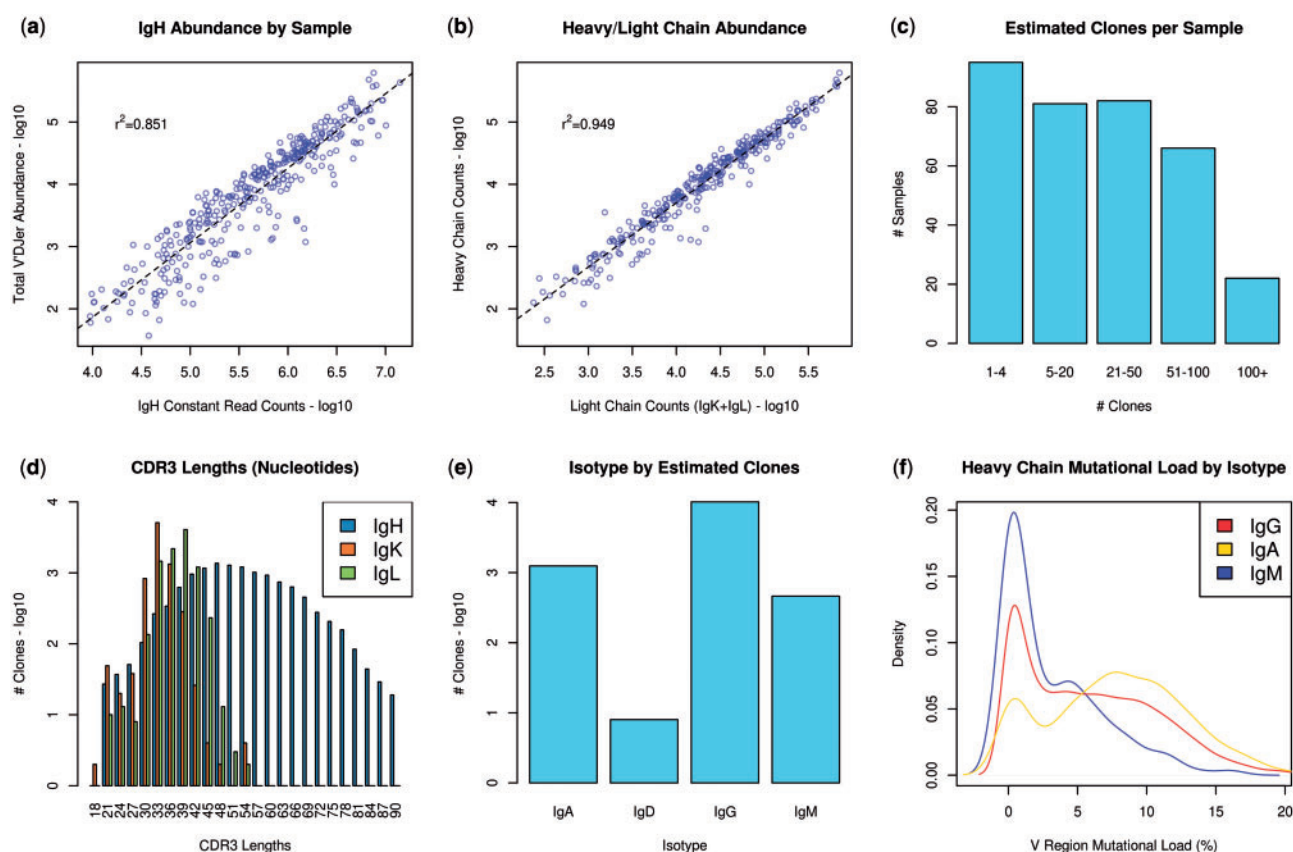 (a) IgH Abundance by Sample
Total V'DJer Abundance - log10
5
4
3
2
r²=0.851
4.0 4.5 5.0 5.5 6.0 6.5 7.0
IgH Constant Read Counts - log10
(b) Heavy/Light Chain Abundance
Heavy Chain Counts - log10
5
4
3
2
r²=0.949
2.5 3.0 3.5 4.0 4.5 5.0 5.5
Light Chain Counts (IgK+IgL) - log10
(c) Estimated Clones per Sample
# Samples
80
60
40
20
0
1-4 5-20 21-50 51-100 100+
# Clones
(d) CDR3 Lengths (Nucleotides)
# Clones - log10
4
3
2
1
0
IgH
IgK
IgL
18 21 24 27 30 33 36 39 42 45 48 51 54 57 60 63 66 69 72 75 78 81 84 87 90
CDR3 Lengths
(e) Isotype by Estimated Clones
# Clones - log10
4
3
2
1
0
IgA IgD IgG IgM
Isotype
(f) Heavy Chain Mutational Load by Isotype
Density
0.20
0.15
0.10
0.05
0.00
IgG
IgA
IgM
0 5 10 15 20
V Region Mutational Load (%)